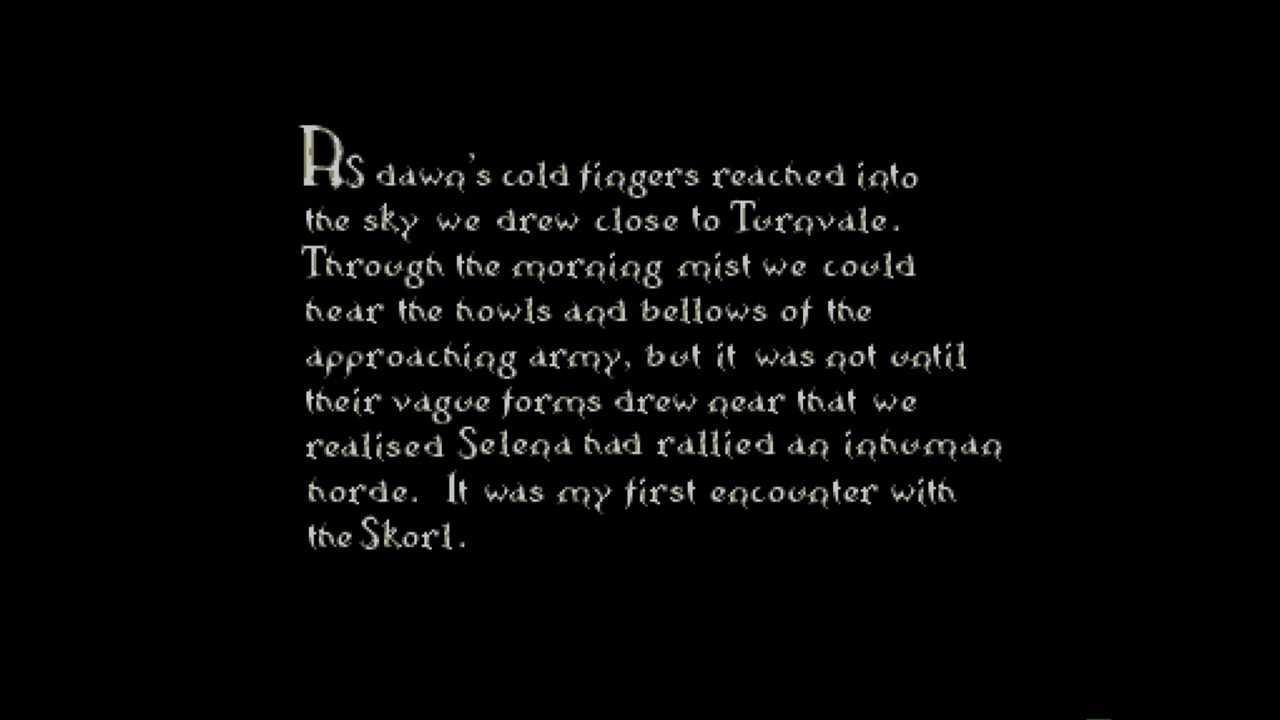 As dawn's cold fingers reached into
the sky we drew close to Turnvale.
Through the morning mist we could
hear the howls and bellows of the
approaching army, but it was not until
their vague forms drew near that we
realised Selena had rallied an inhuman
horde. It was my first encounter with
the Skorl.